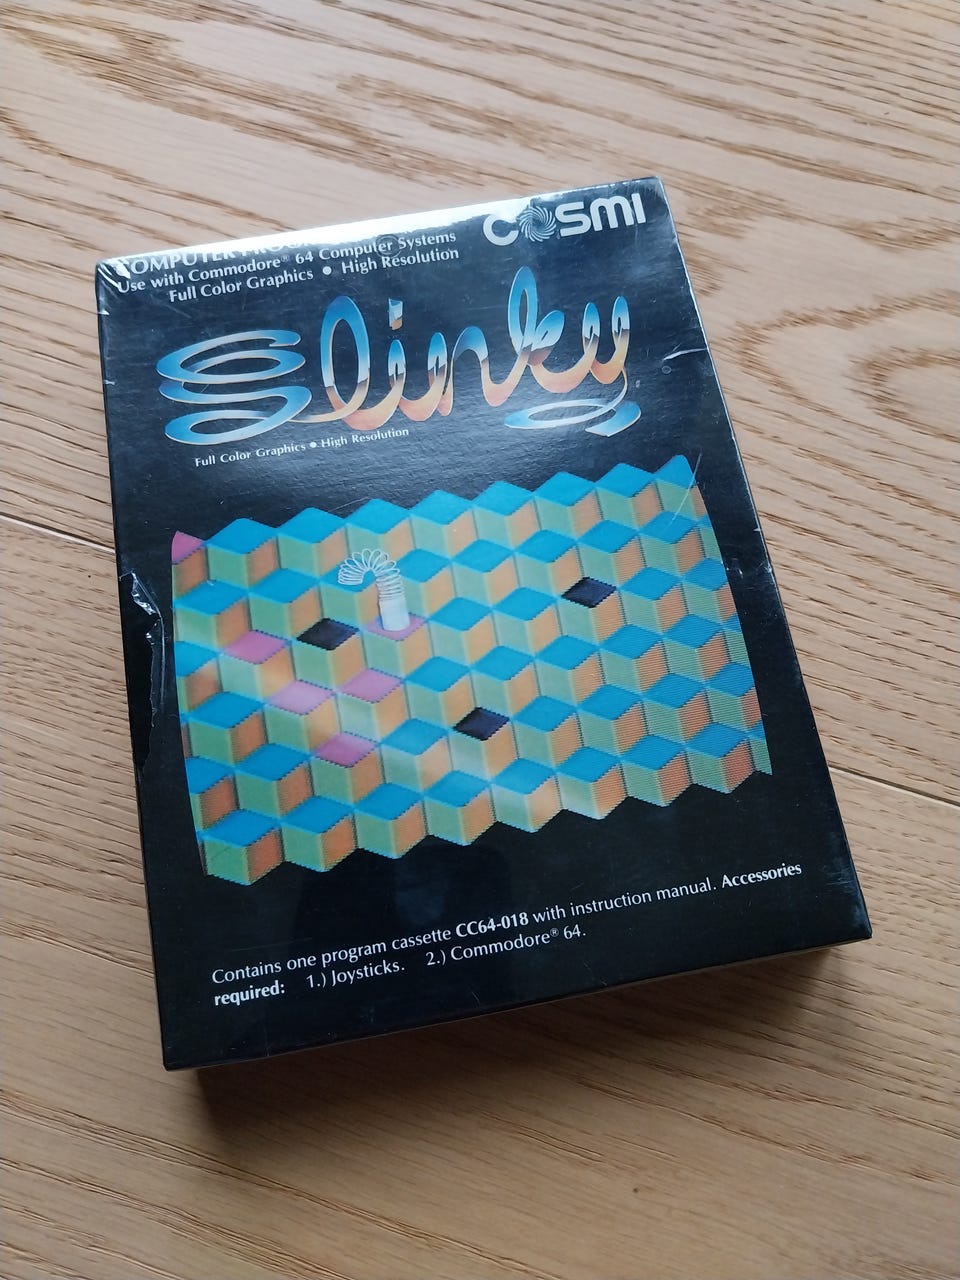 COSMI
COMPUTER
Use with Commodore® 64 Computer Systems
Full Color Graphics • High Resolution
Slinky
Full Color Graphics • High Resolution
Contains one program cassette CC64-018 with instruction manual. Accessories
required: 1.) Joysticks. 2.) Commodore® 64.